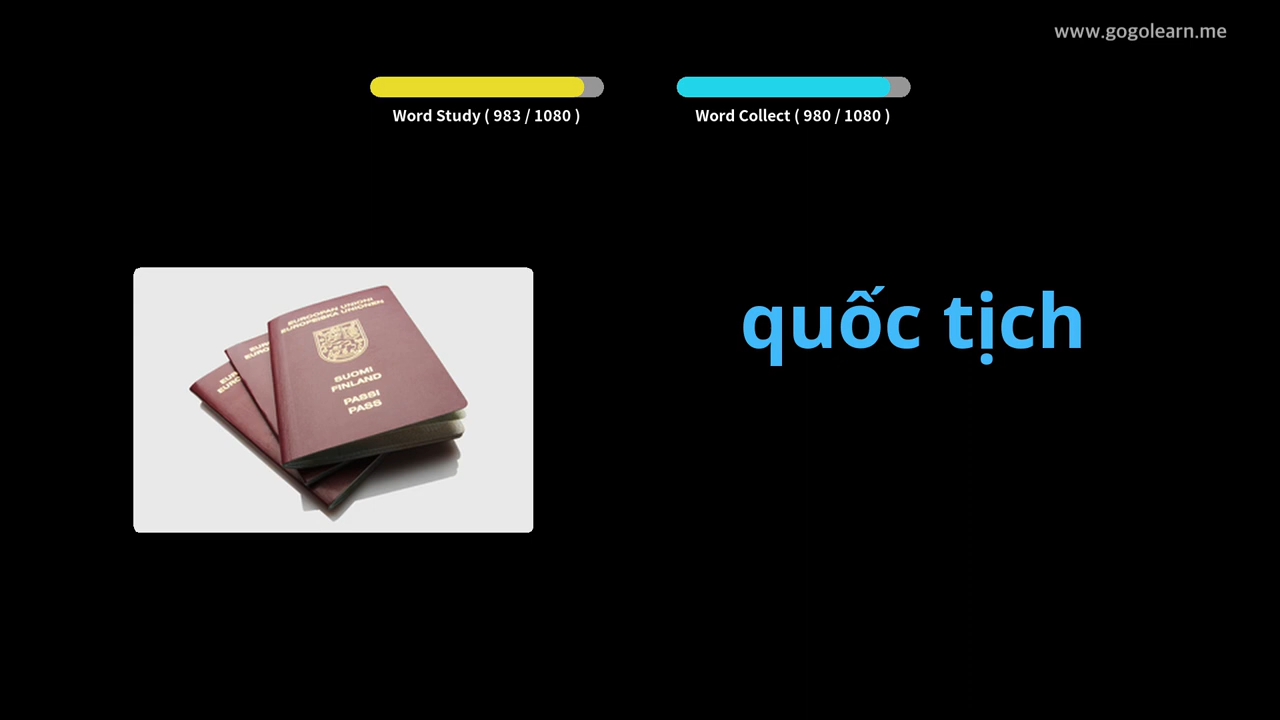 www.gogolearn.me
Word Study ( 983 / 1080 )
Word Collect ( 980 / 1080 )
quốc tịch
EUROOPAN UNIONI
EUROPEISKA UNIONEN
SUOMI
FINLAND
PASSI
PASS